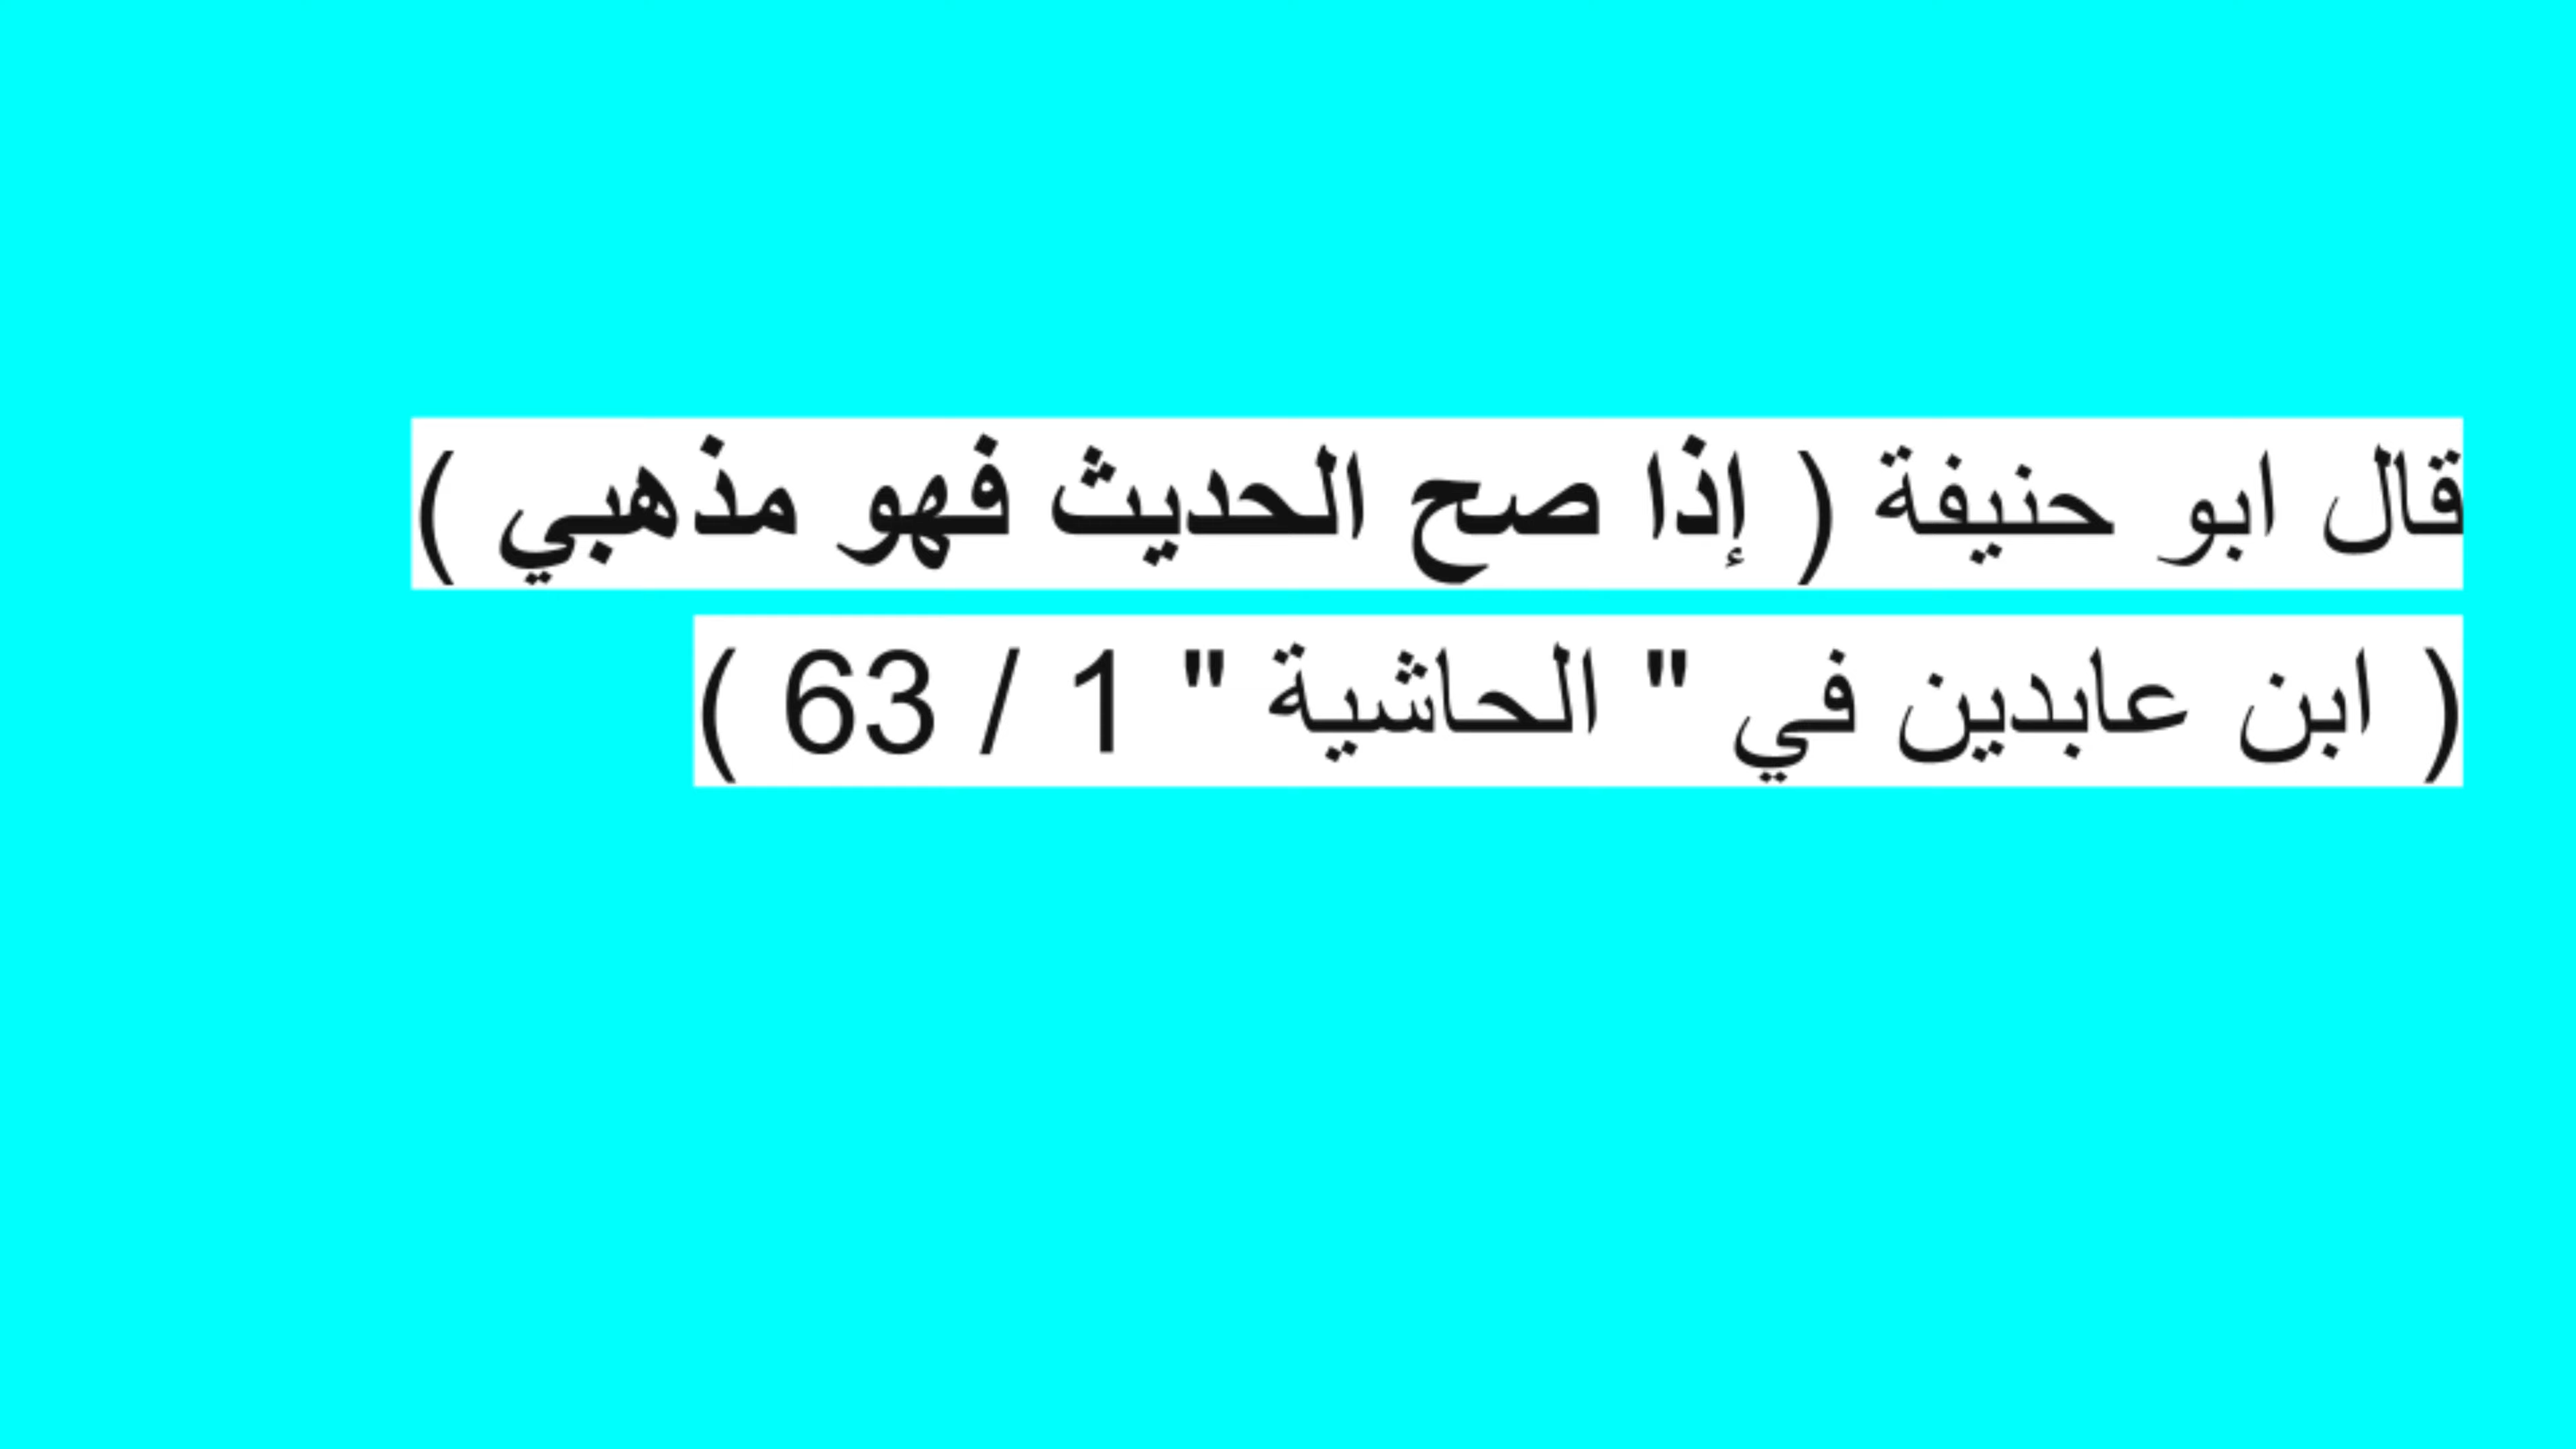 قال ابو حنيفة ( إذا صح الحديث فهو مذهبي )
( ابن عابدين في " الحاشية " 1 / 63 )